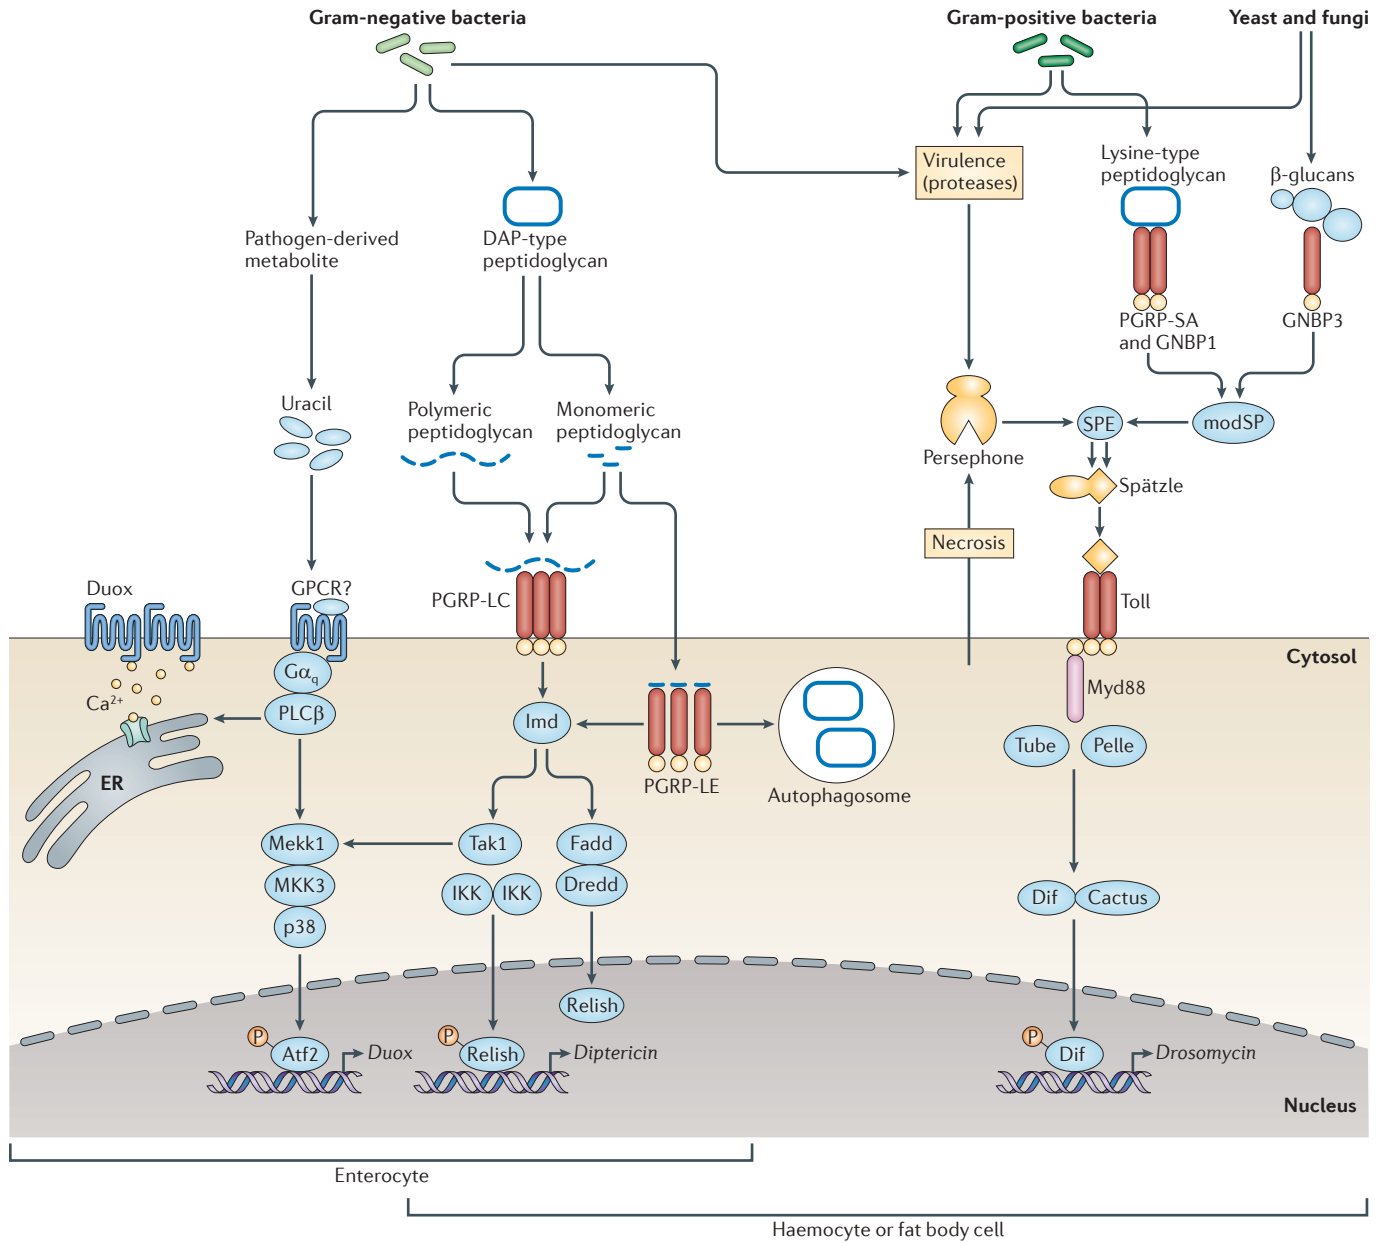 Gram-negative bacteria
Gram-positive bacteria
Yeast and fungi
Virulence
(proteases)
Lysine-type
peptidoglycan
β-glucans
Pathogen-derived
metabolite
DAP-type
peptidoglycan
PGRP-SA
and GNBP1
GNBP3
Uracil
Polymeric
peptidoglycan
Monomeric
peptidoglycan
Persephone
SPE
modSP
Spätzle
Necrosis
Duox
GPCR?
PGRP-LC
Toll
Cytosol
Gαq
Ca2+
PLCβ
Imd
Myd88
Tube
Pelle
ER
PGRP-LE
Autophagosome
Mekk1
Tak1
Fadd
MKK3
IKK
IKK
Dredd
Dif
Cactus
p38
Relish
P
Atf2
Duox
P
Relish
Diptericin
P
Dif
Drosomycin
Nucleus
Enterocyte
Haemocyte or fat body cell